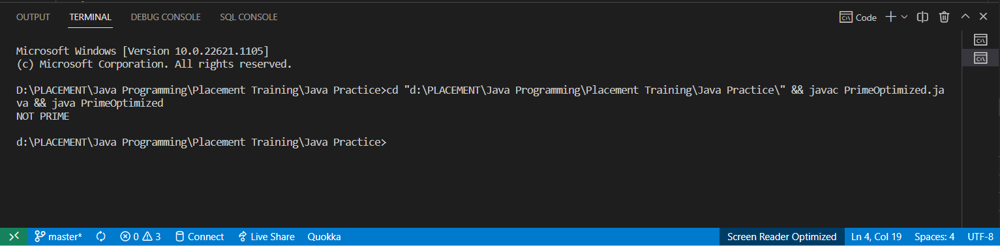 OUTPUT TERMINAL DEBUG CONSOLE SQL CONSOLE Code
Microsoft Windows [Version 10.0.22621.1105]
(c) Microsoft Corporation. All rights reserved.
D:\PLACEMENT\Java Programming\Placement Training\Java Practice>cd "d:\PLACEMENT\Java Programming\Placement Training\Java Practice\" && javac PrimeOptimized.ja
va && java PrimeOptimized
NOT PRIME
d:\PLACEMENT\Java Programming\Placement Training\Java Practice>
master* 0 3 Connect Live Share Quokka Screen Reader Optimized Ln 4, Col 19 Spaces: 4 UTF-8